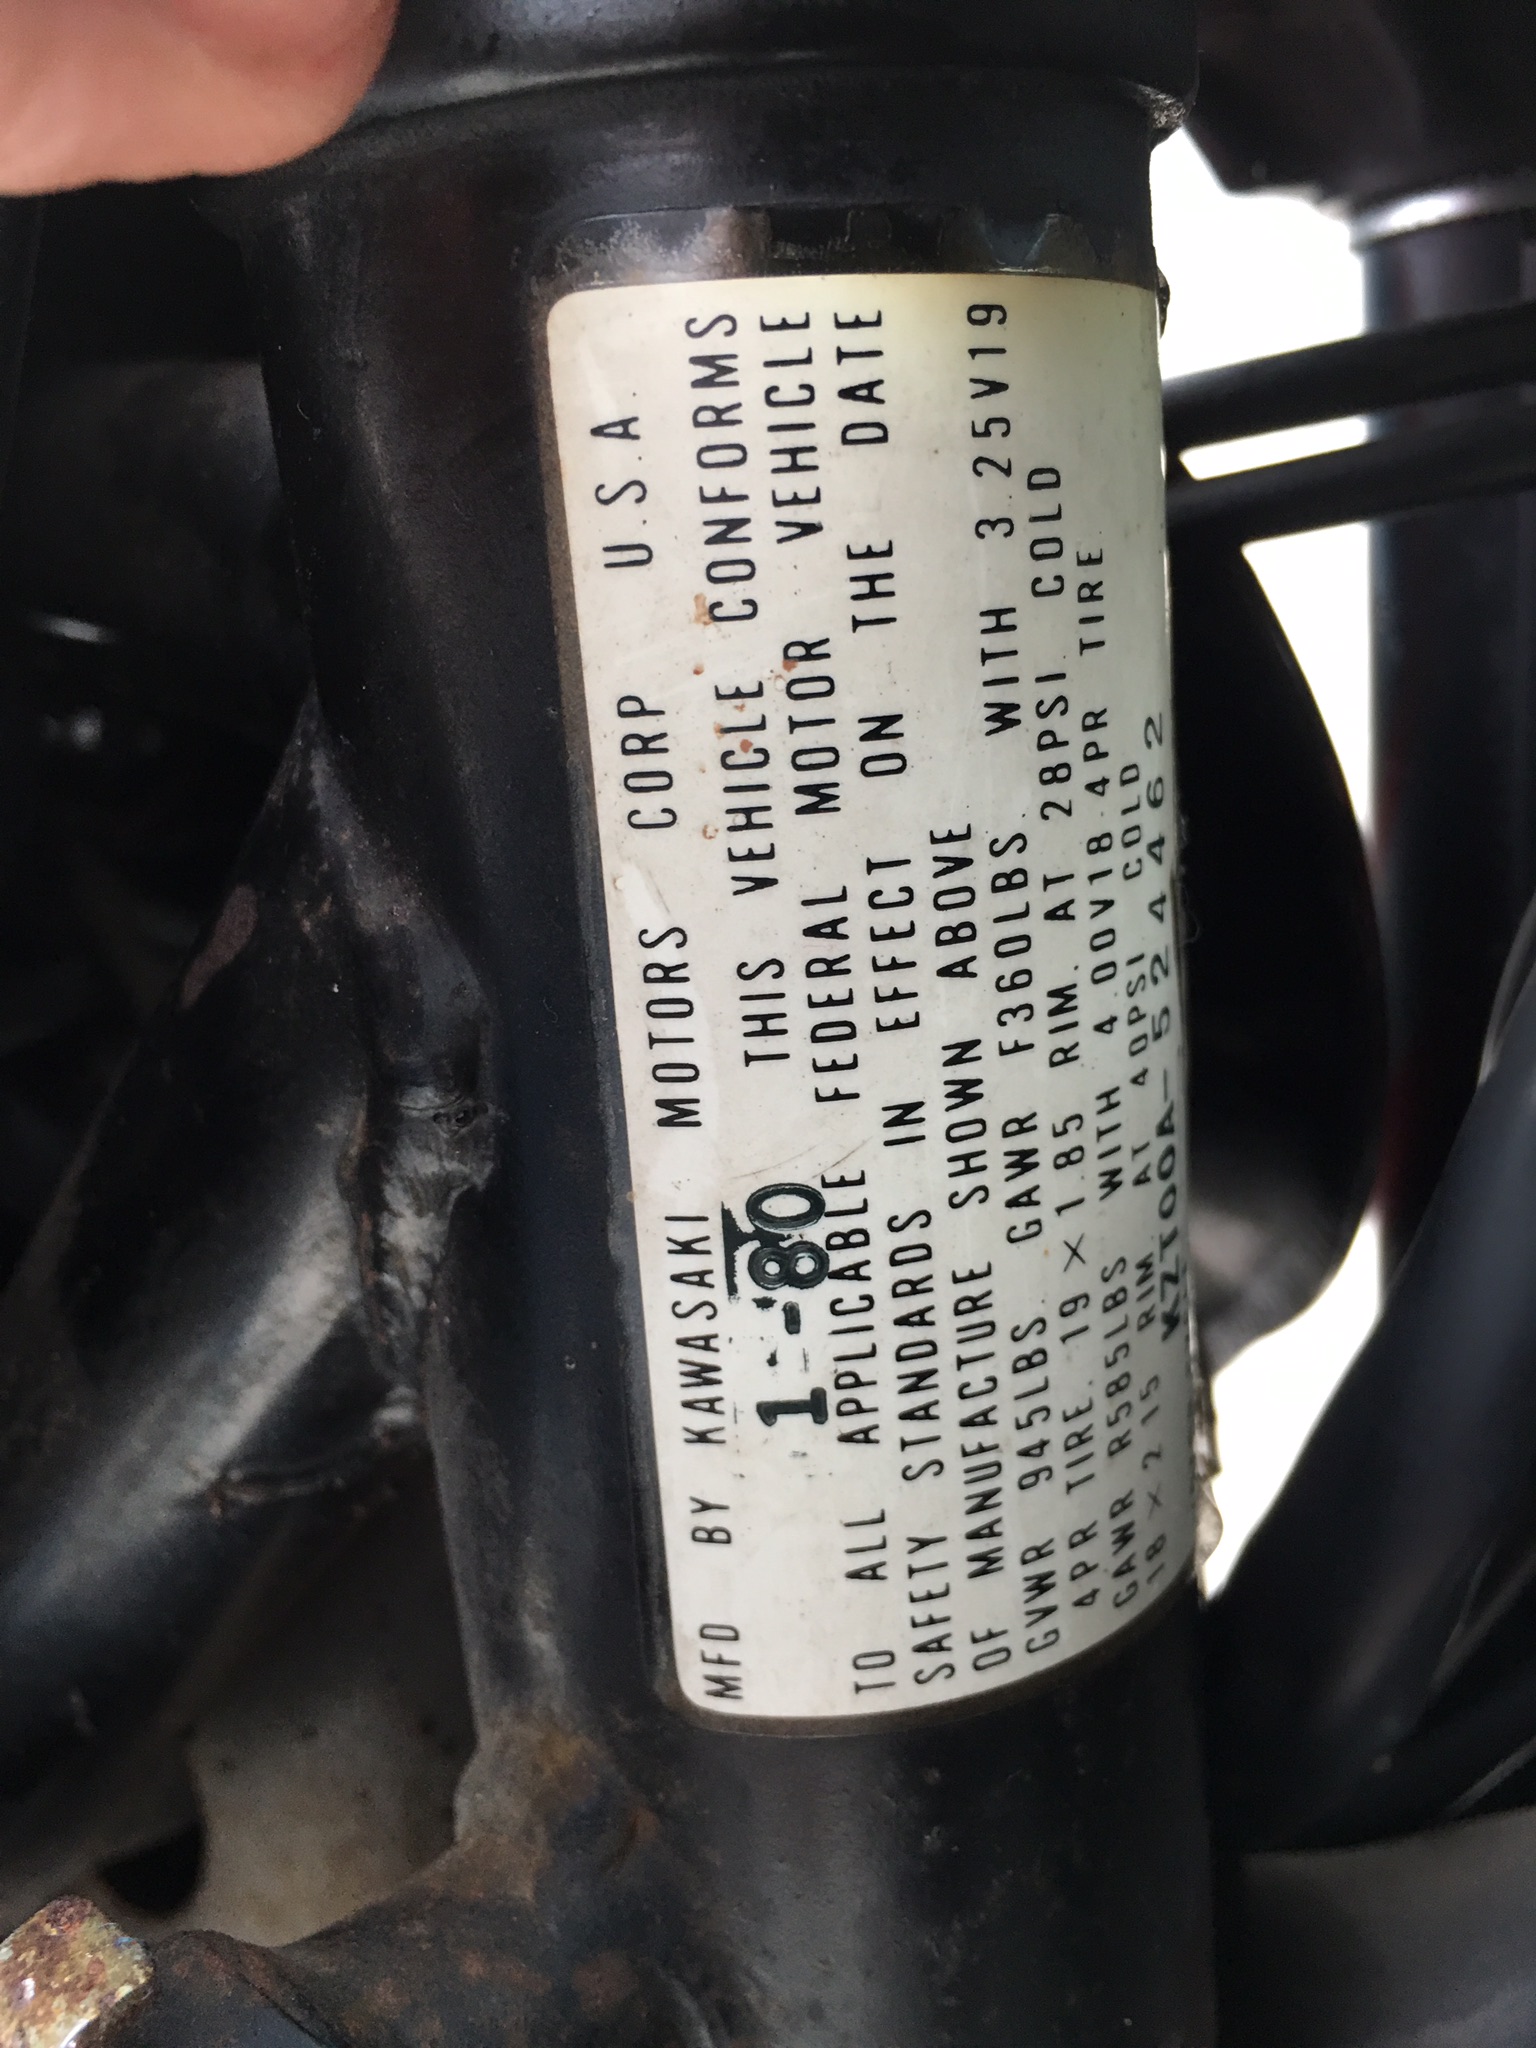 MFD BY KAWASAKI MOTORS CORP U.S.A.
1-80 THIS VEHICLE CONFORMS
TO ALL APPLICABLE FEDERAL MOTOR VEHICLE
SAFETY STANDARDS IN EFFECT ON THE DATE
OF MANUFACTURE SHOWN ABOVE
GVWR 945LBS. GAWR F360LBS. WITH 3.25V19
4PR TIRE. 19 × 1.85 RIM. AT 28PSI COLD
GAWR R585LBS WITH 4.00V18 4PR TIRE.
18 × 2.15 RIM. AT 40PSI COLD
KZT00A-524462